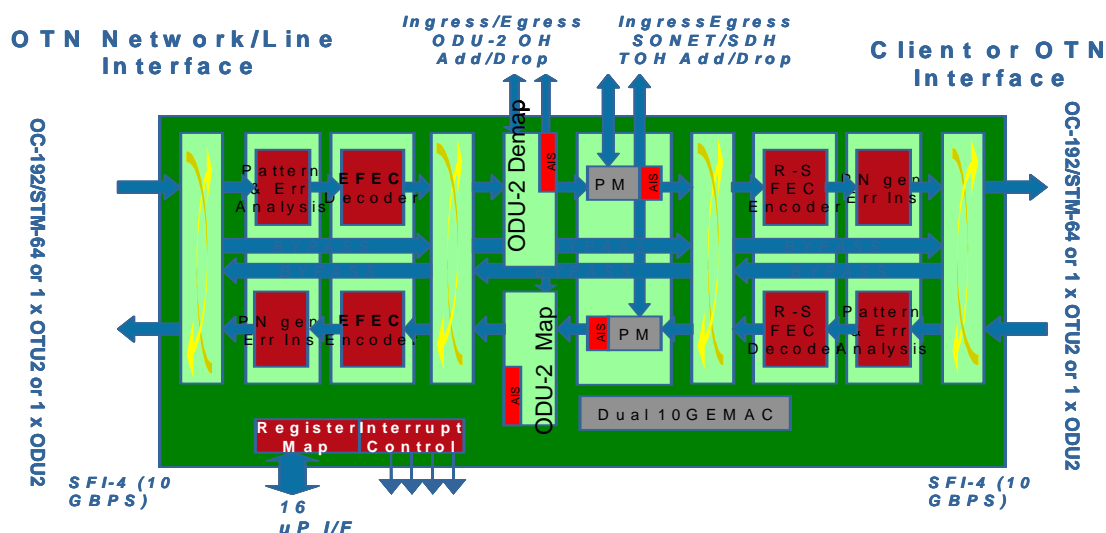 Ingress/Egress
ODU-2 OH
Add/Drop
IngressEgress
SONET/SDH
TOH Add/Drop
OTN Network/Line
Interface
Client or OTN
Interface
OC-192/STM-64 or 1 x OTU2 or 1 x ODU2
Pattern
& Err
Analysis
EFEC
Decoder
ODU-2 Demap
AIS
PM
AIS
R-S
FEC
Encoder
PN gen
Err Ins
OC-192/STM-64 or 1 x OTU2 or 1 x ODU2
PN gen
Err Ins
EFEC
Encoder
ODU-2 Map
AIS
AIS
PM
R-S
FEC
Decoder
Pattern
& Err
Analysis
Dual 10GEMAC
Register
Map
Interrupt
Control
SFI-4 (10
GBPS)
16
µP I/F
SFI-4 (10
GBPS)